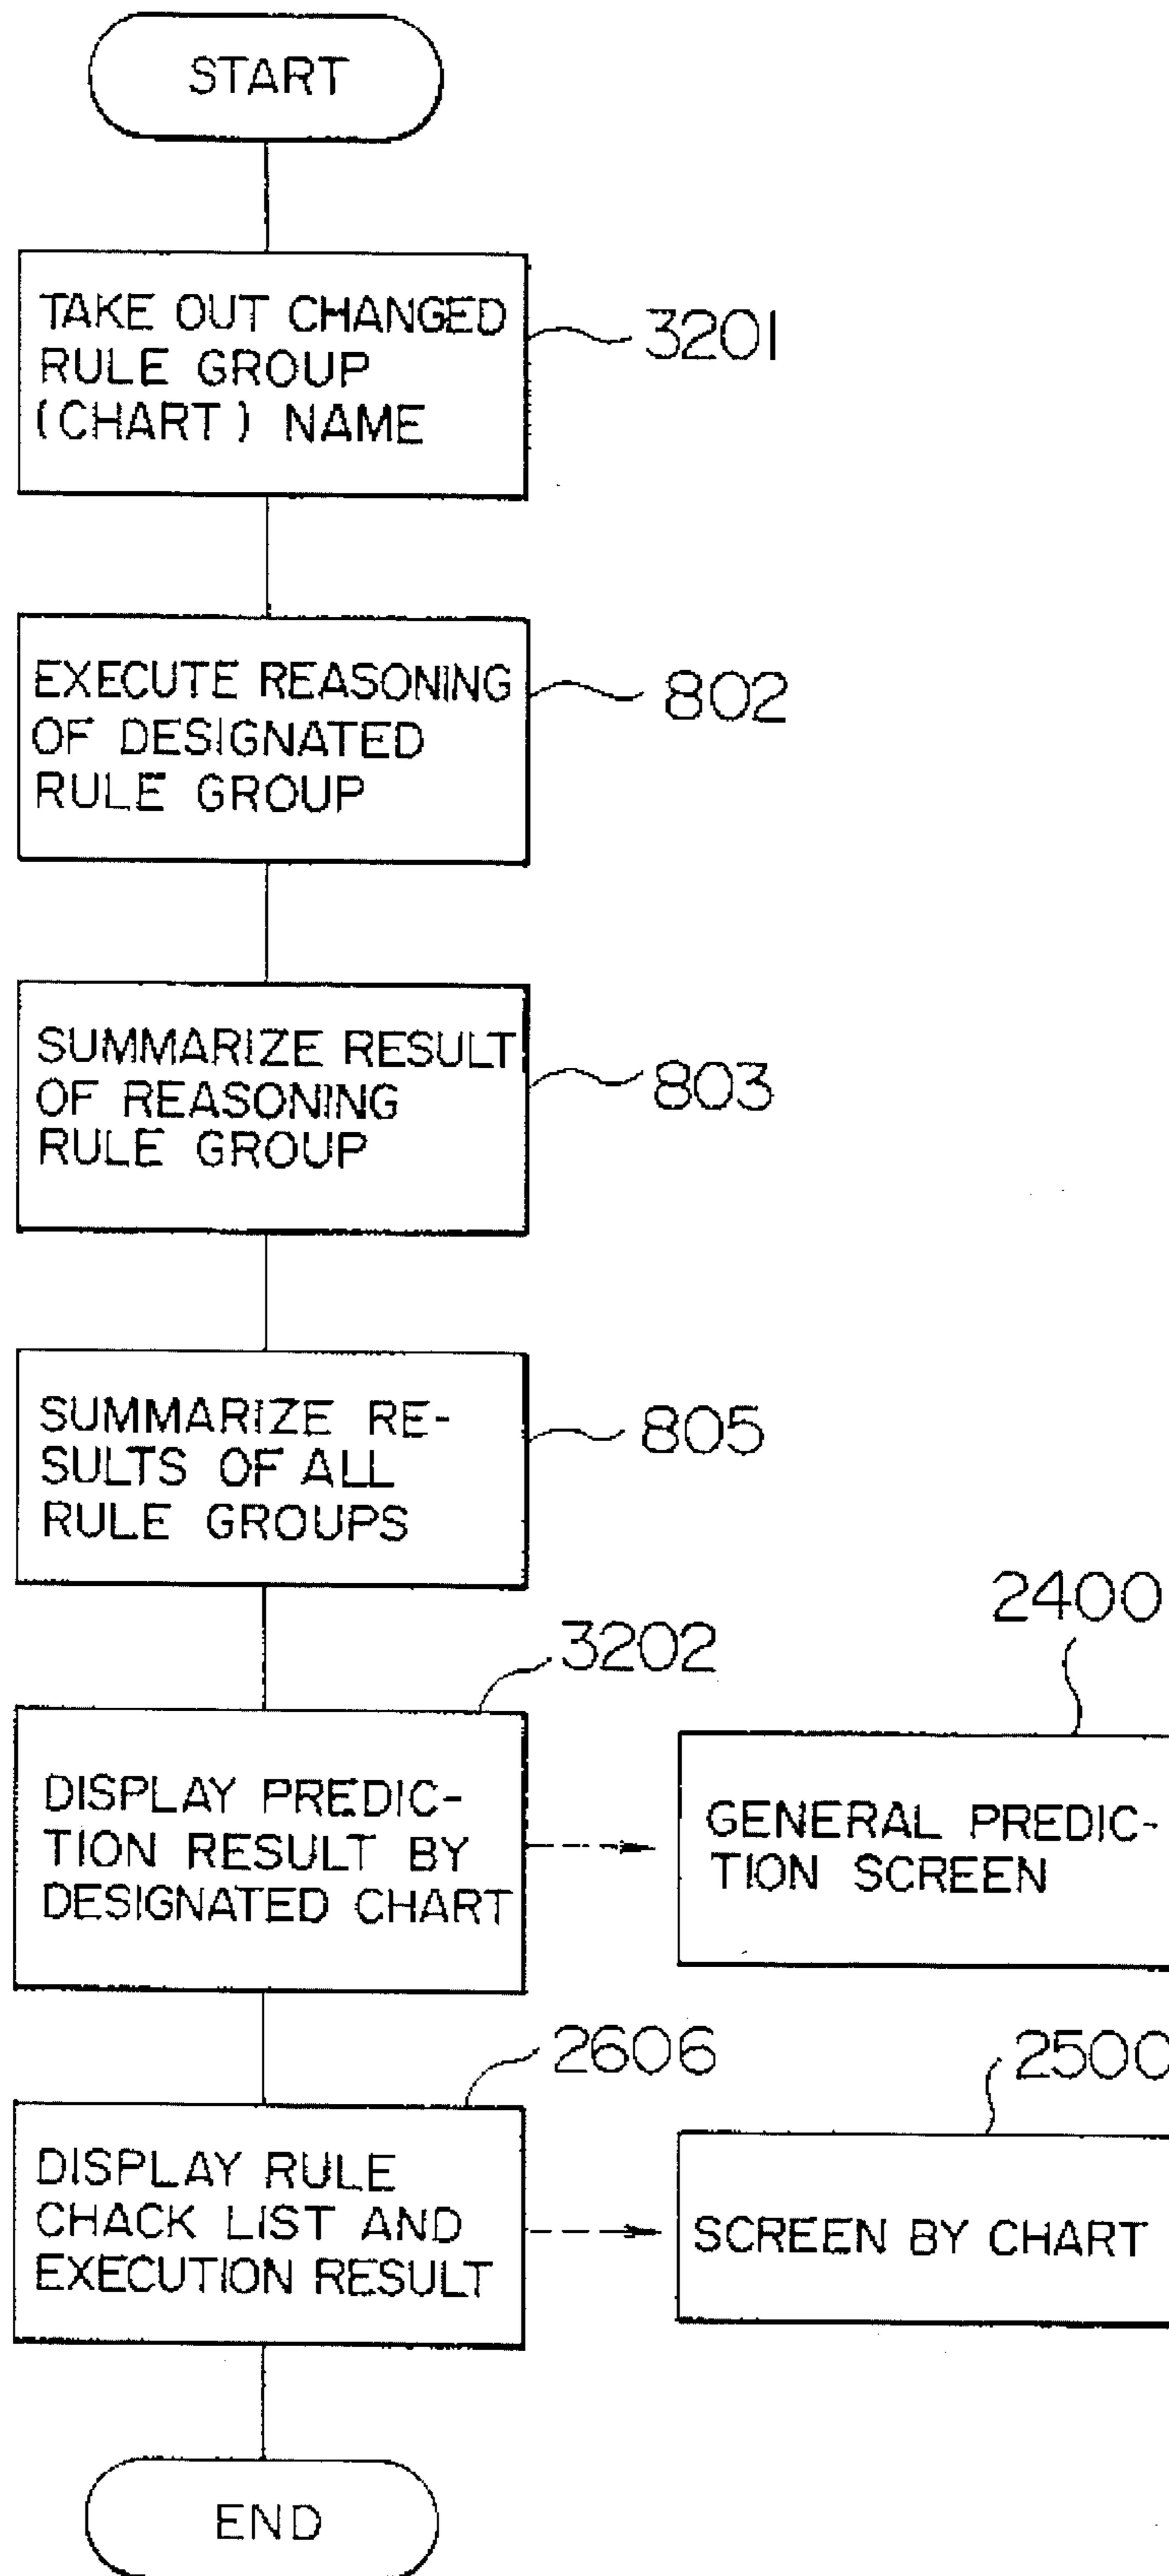 START
TAKE OUT CHANGED
RULE GROUP
(CHART) NAME
3201
EXECUTE REASONING
OF DESIGNATED
RULE GROUP
802
SUMMARIZE RESULT
OF REASONING
RULE GROUP
803
SUMMARIZE RE-
SULTS OF ALL
RULE GROUPS
805
3202
2400
DISPLAY PREDIC-
TION RESULT BY
DESIGNATED CHART
GENERAL PREDIC-
TION SCREEN
2606
2500
DISPLAY RULE
CHACK LIST AND
EXECUTION RESULT
SCREEN BY CHART
END